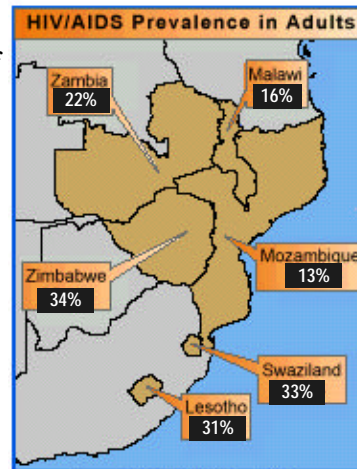 HIV/AIDS Prevalence in Adults
Zambia
22%
Malawi
16%
Zimbabwe
34%
Mozambique
13%
Swaziland
33%
Lesotho
31%